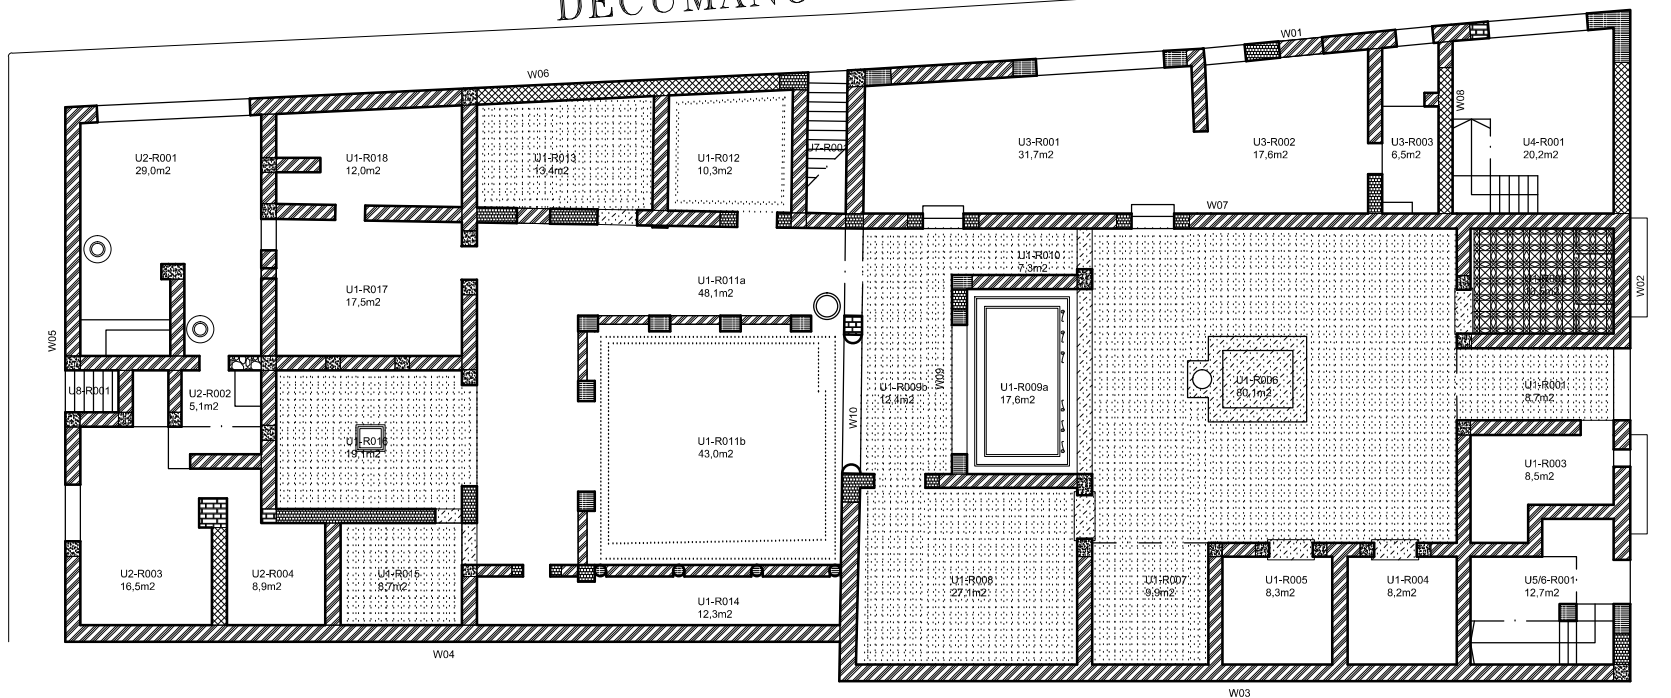 DECUMANO
W01
W06
W08
U2-R001
29,0m2
U1-R018
12,0m2
U1-R013
13,4m2
U1-R012
10,3m2
U3-R001
31,7m2
U3-R002
17,6m2
U3-R003
6,5m2
U4-R001
20,2m2
W07
U1-R010
7,3m2
U1-R011a
48,1m2
U1-R017
17,5m2
W02
W05
U8-R001
U2-R002
5,1m2
U1-R009b
12,4m2
W09
U1-R009a
17,6m2
U1-R006
80,1m2
U1-R001
8,7m2
W10
U1-R016
19,1m2
U1-R011b
43,0m2
U1-R003
8,5m2
U2-R003
16,5m2
U2-R004
8,9m2
U1-R015
8,7m2
U1-R008
27,1m2
U1-R007
9,9m2
U1-R005
8,3m2
U1-R004
8,2m2
U5/6-R001
12,7m2
U1-R014
12,3m2
W04
W03